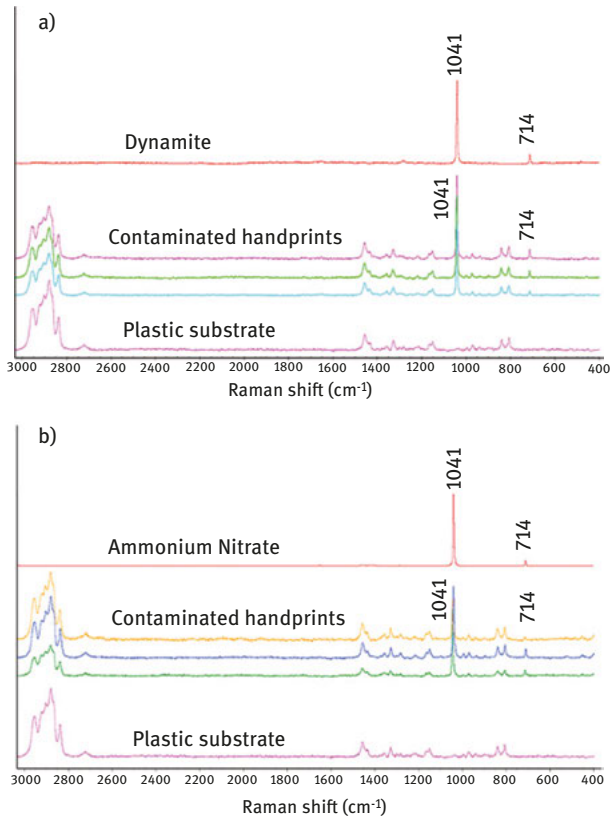 a)
1041
714
Dynamite
1041
714
Contaminated handprints
Plastic substrate
3000 2800 2600 2400 2200 2000 1800 1600 1400 1200 1000 800 600 400
Raman shift (cm⁻¹)
b)
1041
714
Ammonium Nitrate
1041
714
Contaminated handprints
Plastic substrate
3000 2800 2600 2400 2200 2000 1800 1600 1400 1200 1000 800 600 400
Raman shift (cm⁻¹)